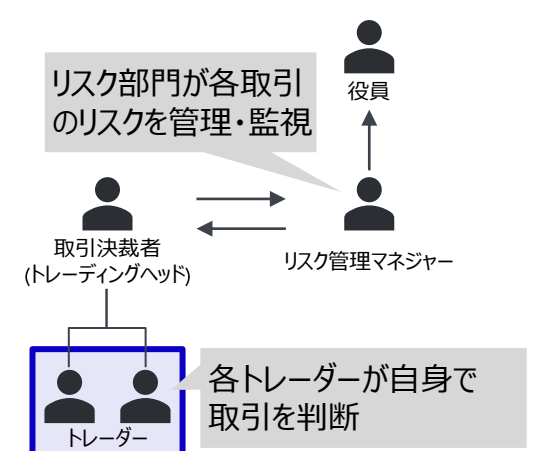 リスク部門が各取引
のリスクを管理・監視
役員
取引決裁者
(トレーディングヘッド)
リスク管理マネジャー
各トレーダーが自身で
取引を判断
トレーダー